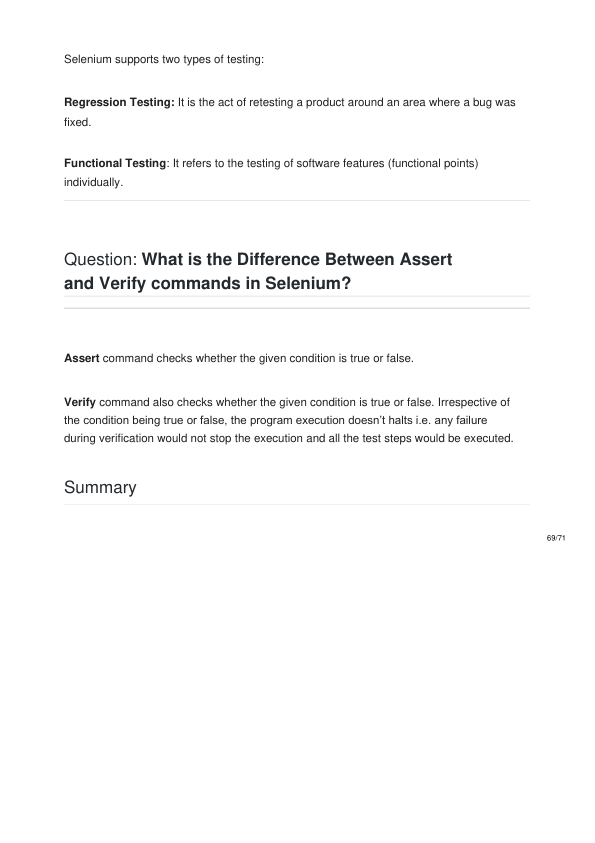 Selenium supports two types of testing:
Regression Testing: It is the act of retesting a product around an area where a bug was
fixed.
Functional Testing: It refers to the testing of software features (functional points)
individually.
Question: What is the Difference Between Assert
and Verify commands in Selenium?
Assert command checks whether the given condition is true or false.
Verify command also checks whether the given condition is true or false. Irrespective of
the condition being true or false, the program execution doesn’t halts i.e. any failure
during verification would not stop the execution and all the test steps would be executed.
Summary
69/71